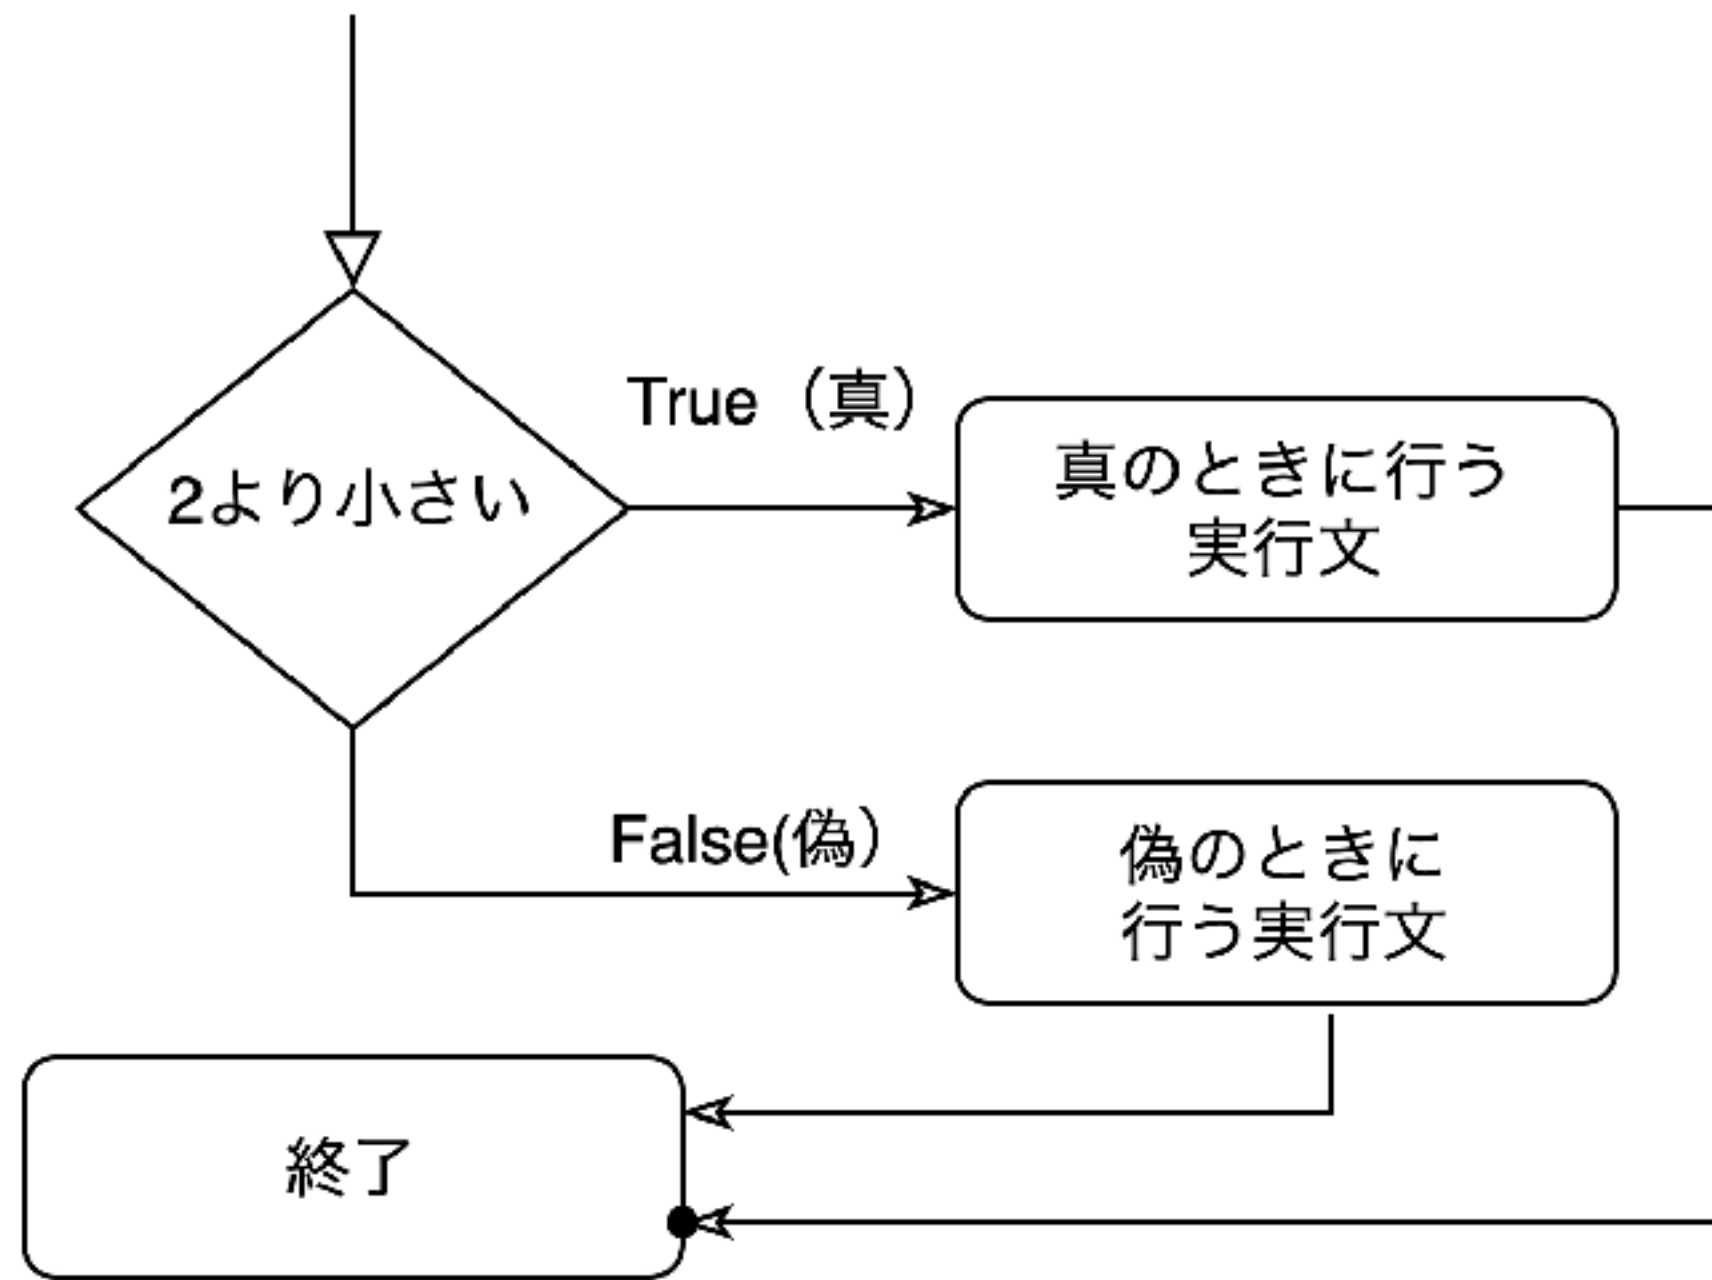 True（真）
2より小さい
真のときに行う
実行文
False(偽）
偽のときに
行う実行文
終了